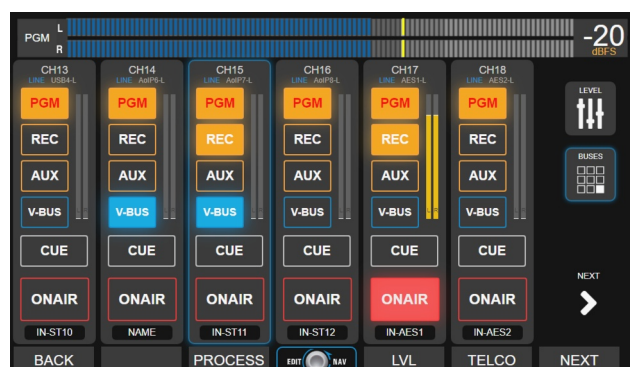 PGM L R -20 dBFS
CH13 CH14 CH15 CH16 CH17 CH18
LINE USB4-L LINE AoIP6-L LINE AoIP7-L LINE AoIP8-L LINE AES1-L LINE AES2-L
LEVEL
PGM PGM PGM PGM PGM PGM
REC REC REC REC REC REC
BUSES
AUX AUX AUX AUX AUX AUX
V-BUS V-BUS V-BUS V-BUS V-BUS V-BUS
CUE CUE CUE CUE CUE CUE
NEXT
ONAIR ONAIR ONAIR ONAIR ONAIR ONAIR
IN-ST10 NAME IN-ST11 IN-ST12 IN-AES1 IN-AES2
BACK PROCESS EDIT NAV LVL TELCO NEXT